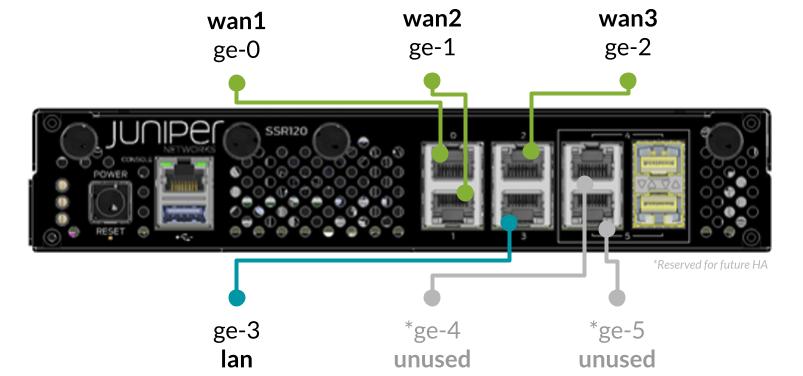 wan1
ge-0
wan2
ge-1
wan3
ge-2
JUNIPER
NETWORKS
SSR120
CONSOLE
POWER
RESET
0
1
2
3
4
5
*Reserved for future HA
ge-3
lan
*ge-4
unused
*ge-5
unused